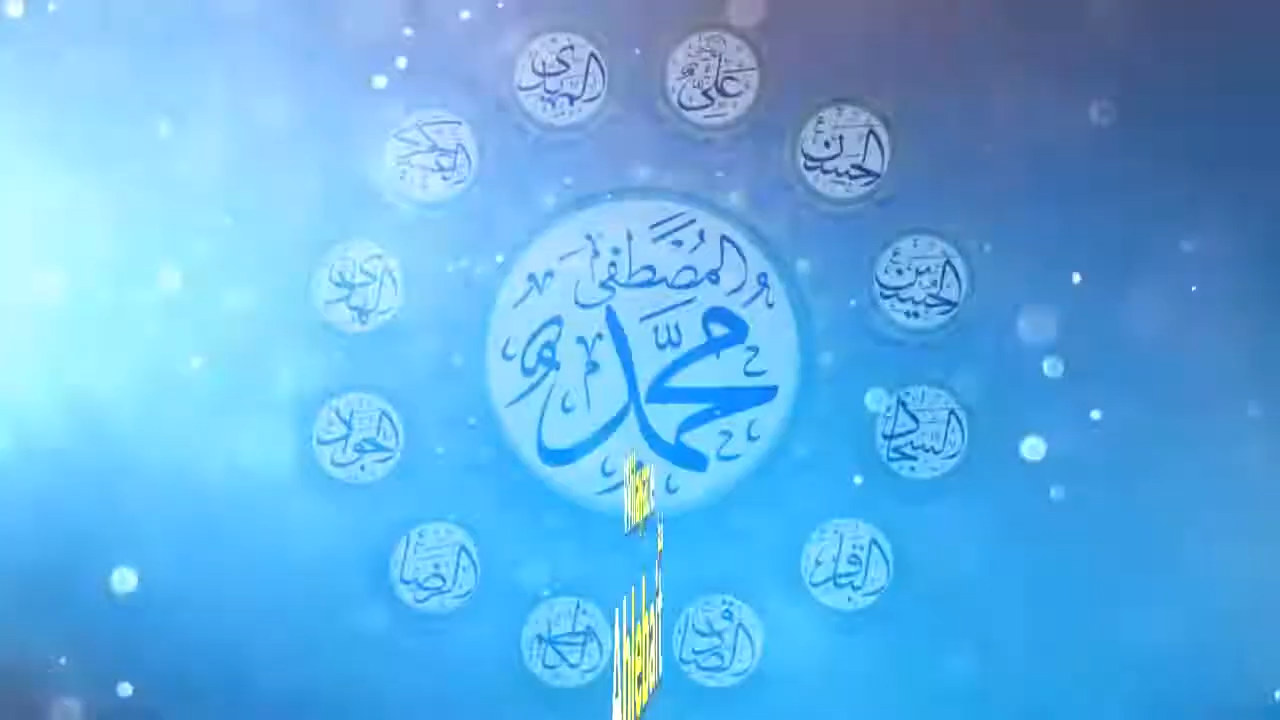 المهدي
علي
العسكري
الحسن
المصطفى
محمد
الهادي
الحسين
الجواد
السجاد
الرضا
الباقر
الكاظم
الصادق
Ahlebait